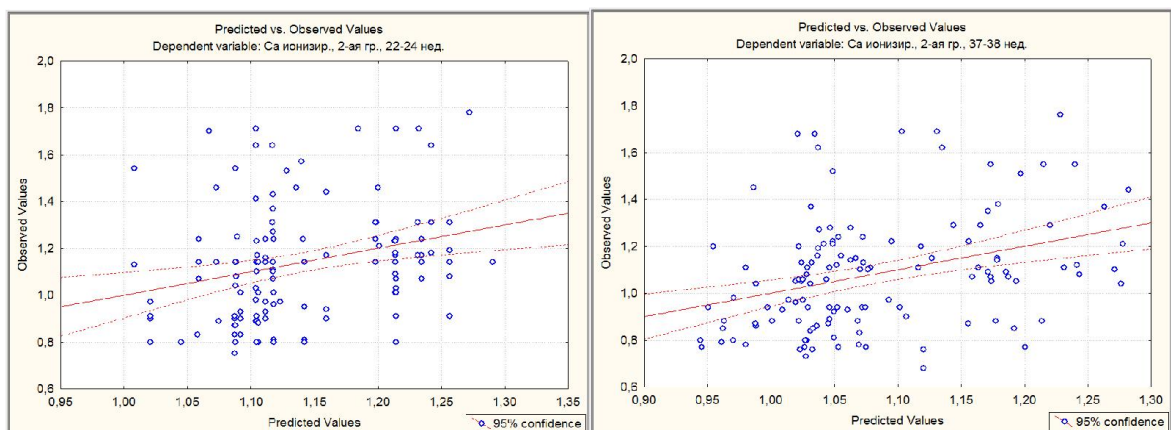 Predicted vs. Observed Values
Dependent variable: Ca ионизир., 2-ая гр., 22-24 нед.
2,0
1,8
1,6
1,4
1,2
1,0
0,8
0,6
Observed Values
0,95 1,00 1,05 1,10 1,15 1,20 1,25 1,30 1,35
Predicted Values
95% confidence
Predicted vs. Observed Values
Dependent variable: Ca ионизир., 2-ая гр., 37-38 нед.
2,0
1,8
1,6
1,4
1,2
1,0
0,8
0,6
Observed Values
0,90 0,95 1,00 1,05 1,10 1,15 1,20 1,25 1,30
Predicted Values
95% confidence